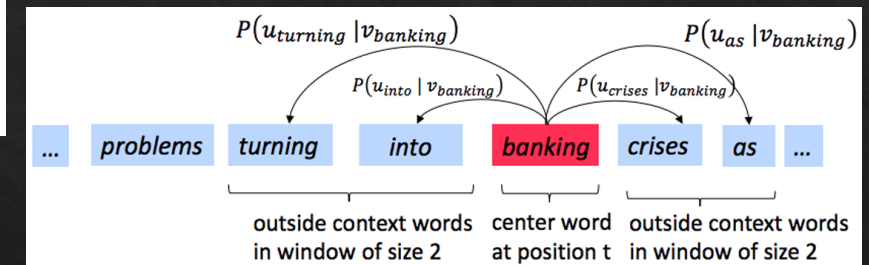 P(u_turning |v_banking) P(u_as |v_banking)
P(u_into | v_banking) P(u_crises |v_banking)
... problems turning into banking crises as ...
outside context words center word outside context words
in window of size 2 at position t in window of size 2